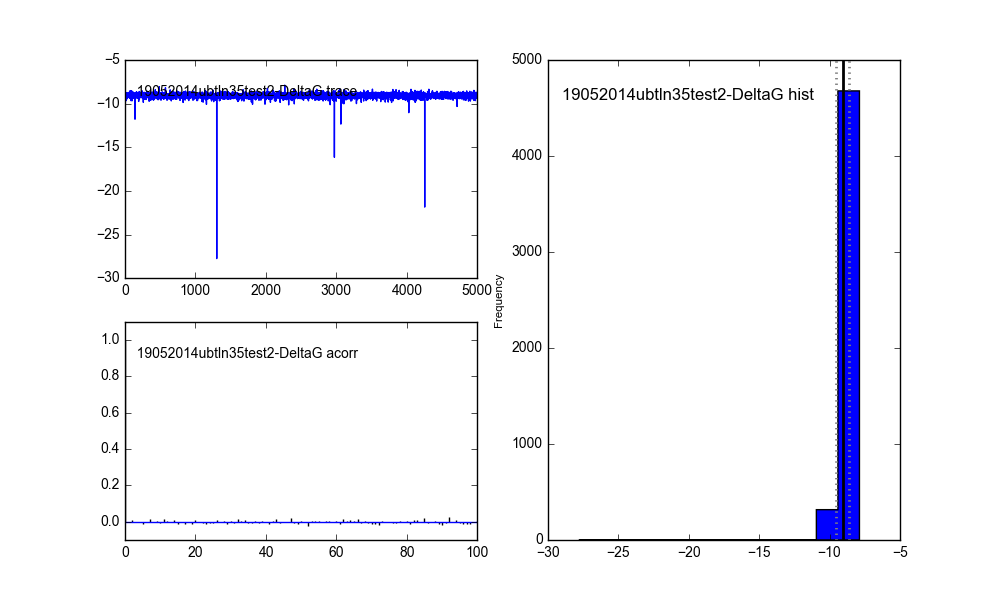 −5
−10
−15
−20
−25
−30
0 1000 2000 3000 4000 5000
19052014ubtln35test2-DeltaG trace
1.0
0.8
0.6
0.4
0.2
0.0
0 20 40 60 80 100
19052014ubtln35test2-DeltaG acorr
Frequency
5000
4000
3000
2000
1000
0
−30 −25 −20 −15 −10 −5
19052014ubtln35test2-DeltaG hist